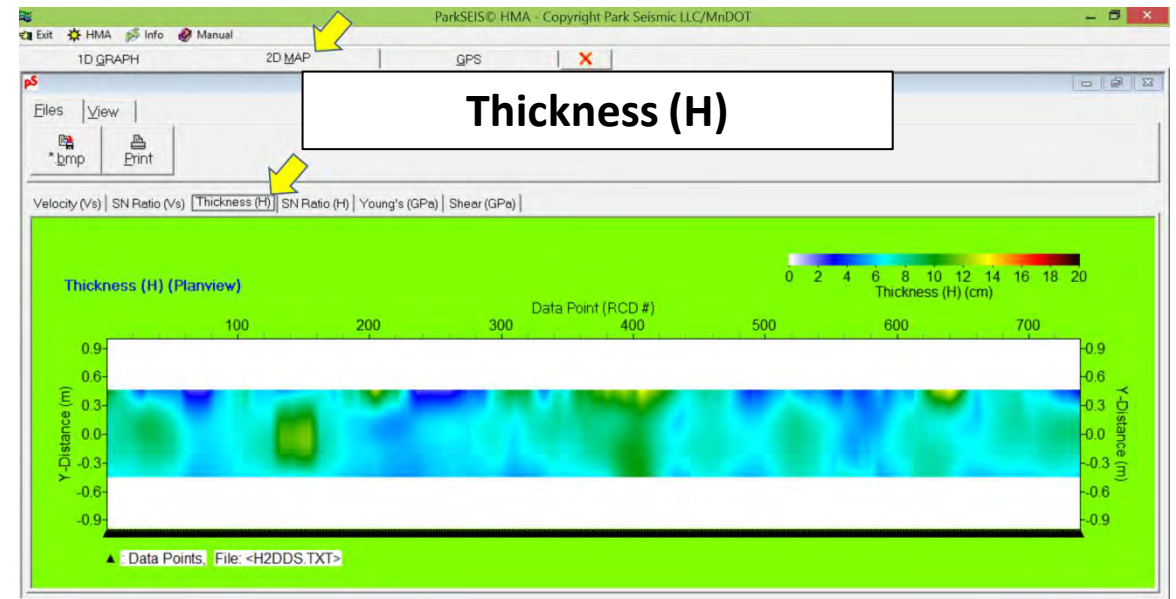 ParkSEIS© HMA - Copyright Park Seismic LLC/MnDOT
Exit HMA pS Info Manual
1D GRAPH 2D MAP GPS X
pS
Thickness (H)
Files View
*.bmp Print
Velocity (Vs) SN Ratio (Vs) Thickness (H) SN Ratio (H) Young's (GPa) Shear (GPa)
0 2 4 6 8 10 12 14 16 18 20
Thickness (H) (cm)
Thickness (H) (Planview)
Data Point (RCD #)
100 200 300 400 500 600 700
0.9 0.9
0.6 0.6
0.3 0.3
0.0 0.0
-0.3 -0.3
-0.6 -0.6
-0.9 -0.9
Y-Distance (m)
Y-Distance (m)
▲ : Data Points, File: <H2DDS.TXT>